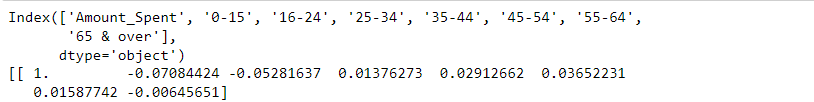 Index(['Amount_Spent', '0-15', '16-24', '25-34', '35-44', '45-54', '55-64',
       '65 & over'],
      dtype='object')
[[ 1.         -0.07084424 -0.05281637  0.01376273  0.02912662  0.03652231
   0.01587742 -0.00645651]